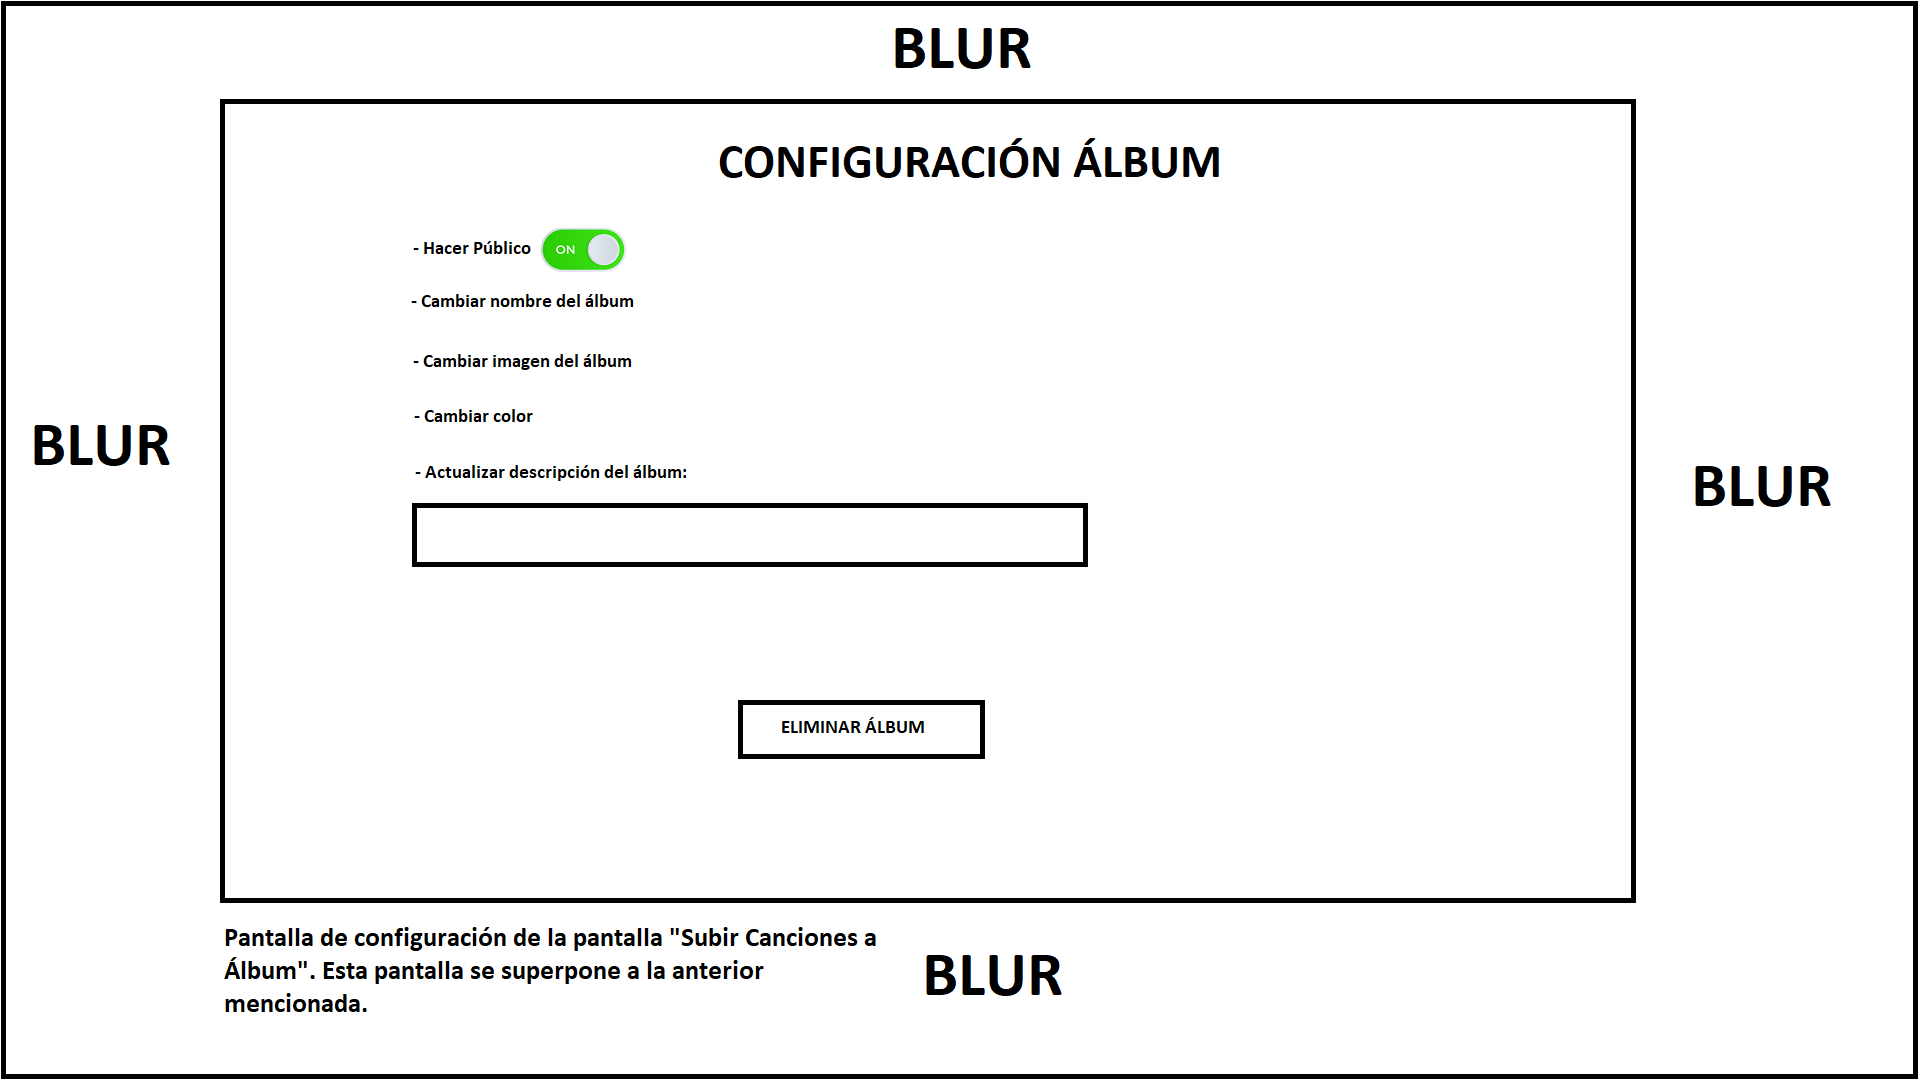 BLUR
CONFIGURACIÓN ÁLBUM
- Hacer Público ON
- Cambiar nombre del álbum
- Cambiar imagen del álbum
- Cambiar color
BLUR
- Actualizar descripción del álbum:
BLUR
ELIMINAR ÁLBUM
Pantalla de configuración de la pantalla "Subir Canciones a
Álbum". Esta pantalla se superpone a la anterior
mencionada.
BLUR